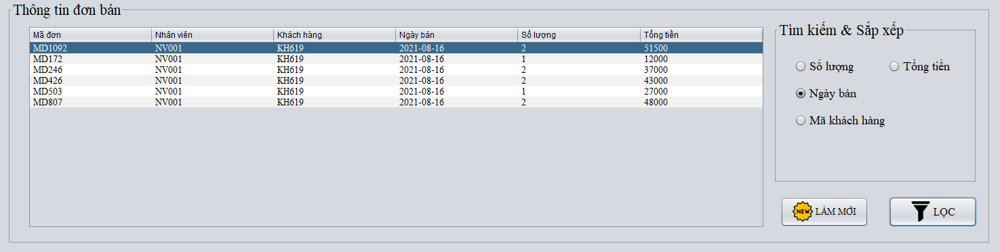 Thông tin đơn bán
Mã đơn Nhân viên Khách hàng Ngày bán Số lượng Tổng tiền
MD1092 NV001 KH619 2021-08-16 2 51500
MD172 NV001 KH619 2021-08-16 1 12000
MD246 NV001 KH619 2021-08-16 2 37000
MD426 NV001 KH619 2021-08-16 2 43000
MD503 NV001 KH619 2021-08-16 1 27000
MD807 NV001 KH619 2021-08-16 2 48000
Tìm kiếm & Sắp xếp
Số lượng Tổng tiền
Ngày bán
Mã khách hàng
NEW LÀM MỚI LỌC